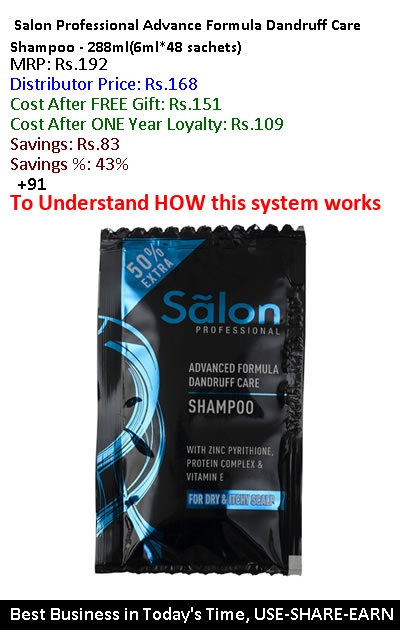 Salon Professional Advance Formula Dandruff Care
Shampoo - 288ml(6ml*48 sachets)
MRP: Rs.192
Distributor Price: Rs.168
Cost After FREE Gift: Rs.151
Cost After ONE Year Loyalty: Rs.109
Savings: Rs.83
Savings %: 43%
+91
To Understand HOW this system works
50%
EXTRA
Sãlon
PROFESSIONAL
ADVANCED FORMULA
DANDRUFF CARE
SHAMPOO
WITH ZINC PYRITHIONE,
PROTEIN COMPLEX &
VITAMIN E
FOR DRY & ITCHY SCALP
Best Business in Today's Time, USE-SHARE-EARN